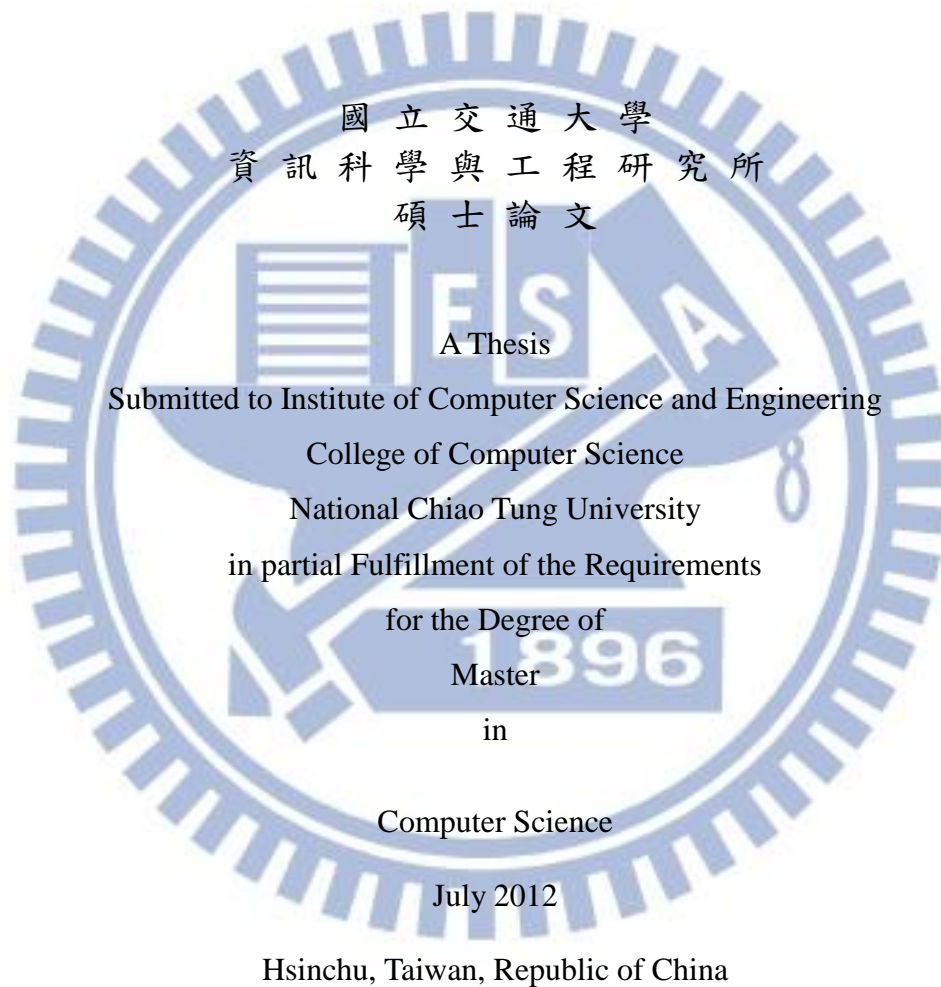 國 立 交 通 大 學
資 訊 科 學 與 工 程 研 究 所
碩 士 論 文
E S A
A Thesis
Submitted to Institute of Computer Science and Engineering
College of Computer Science
National Chiao Tung University
in partial Fulfillment of the Requirements
for the Degree of
1896
Master
in
Computer Science
July 2012
Hsinchu, Taiwan, Republic of China